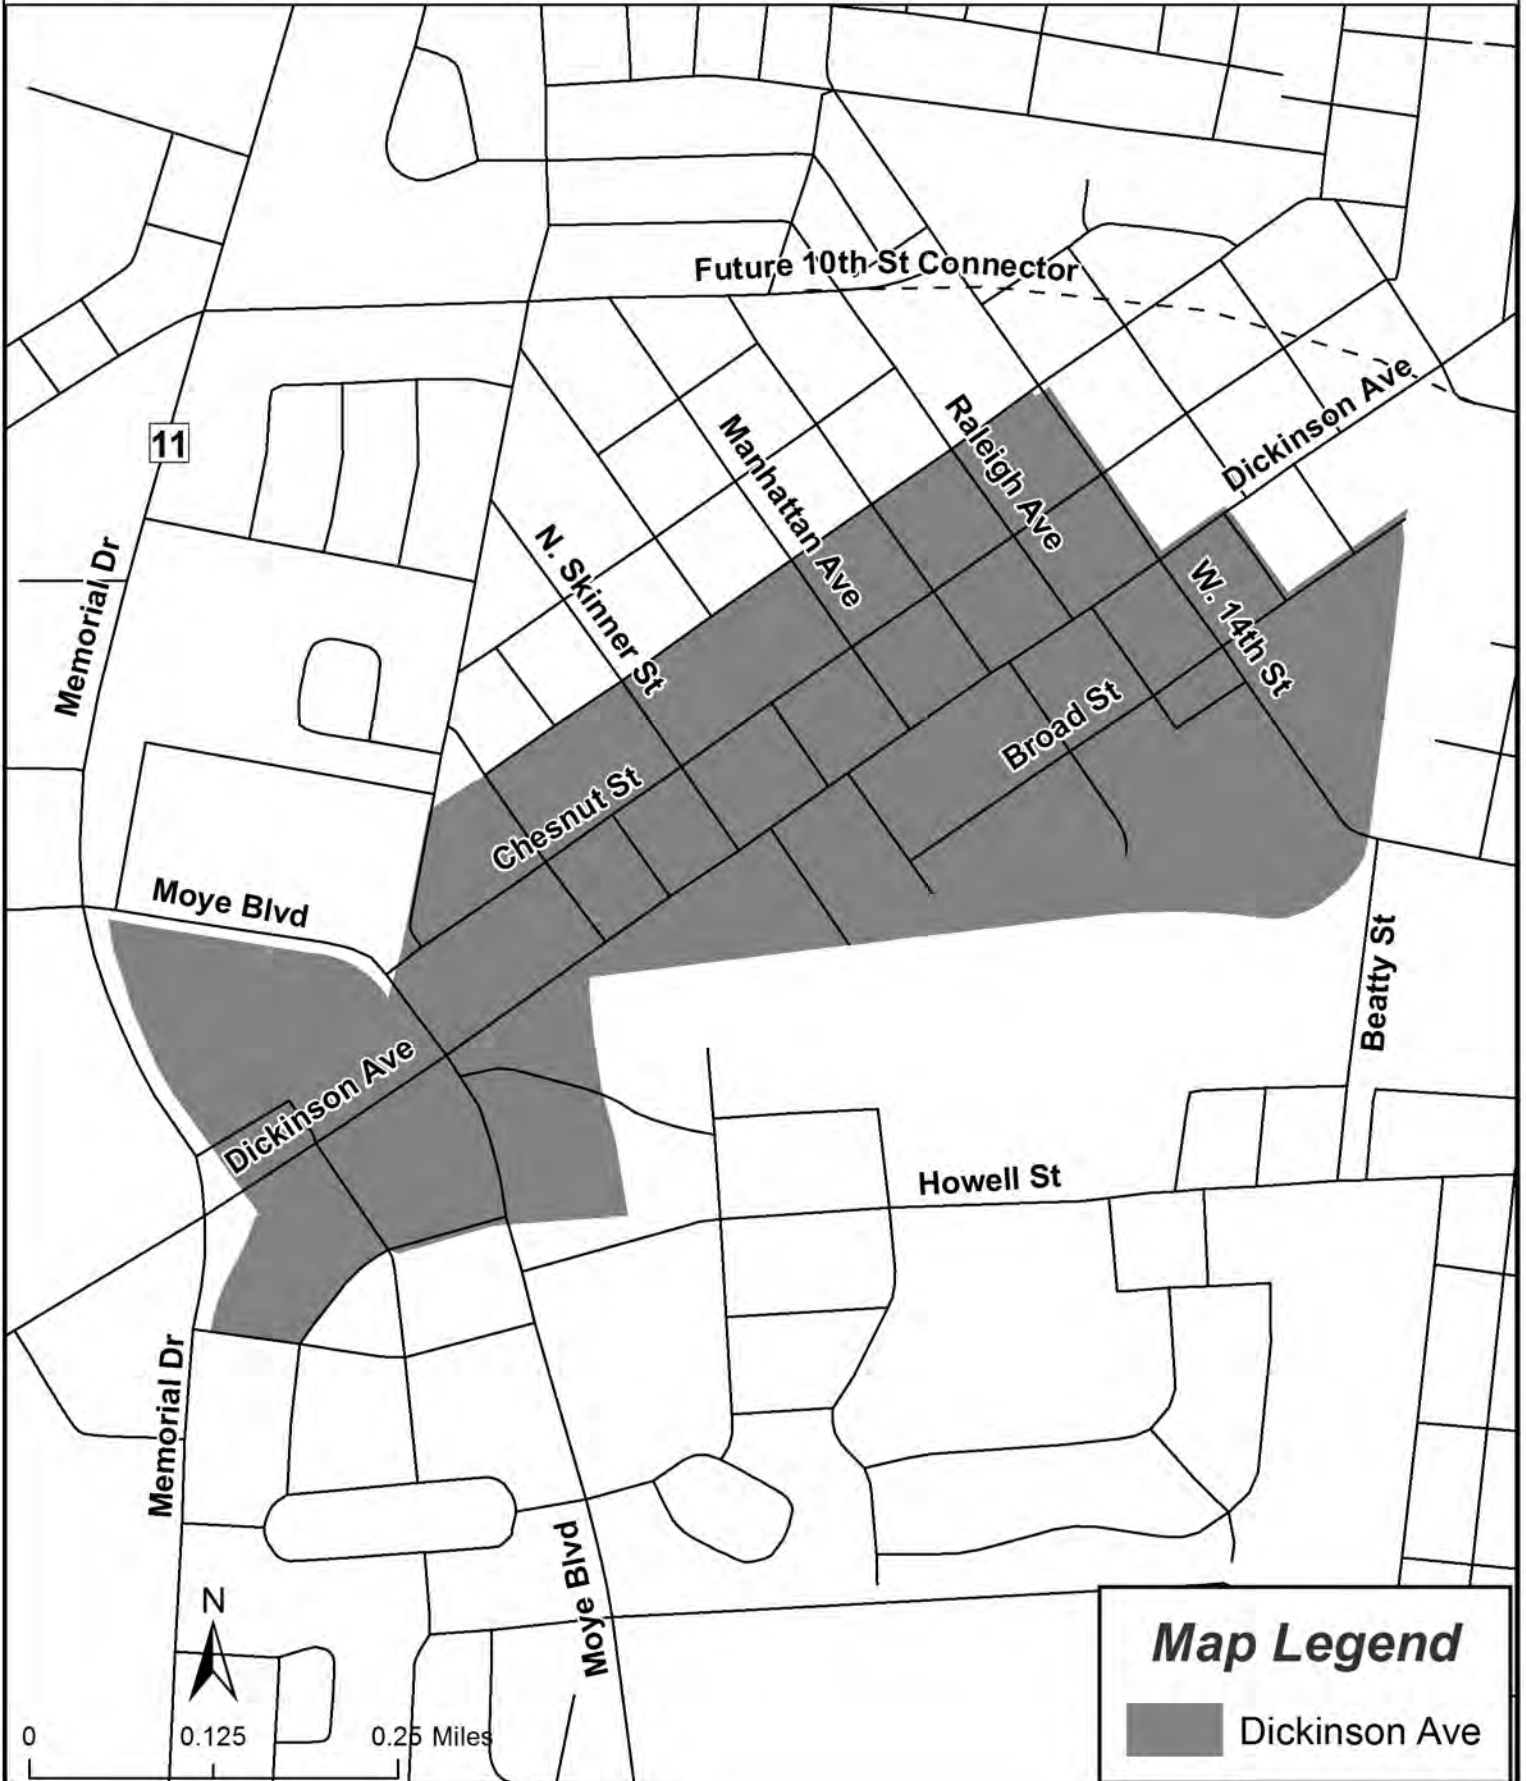 Future 10th St Connector
Dickinson Ave
Raleigh Ave
Manhattan Ave
11
N. Skinner St
Memorial Dr
W. 14th St
Broad St
Chesnut St
Moye Blvd
Beatty St
Dickinson Ave
Howell St
Memorial Dr
Moye Blvd
N
0 0.125 0.25 Miles
Map Legend
Dickinson Ave